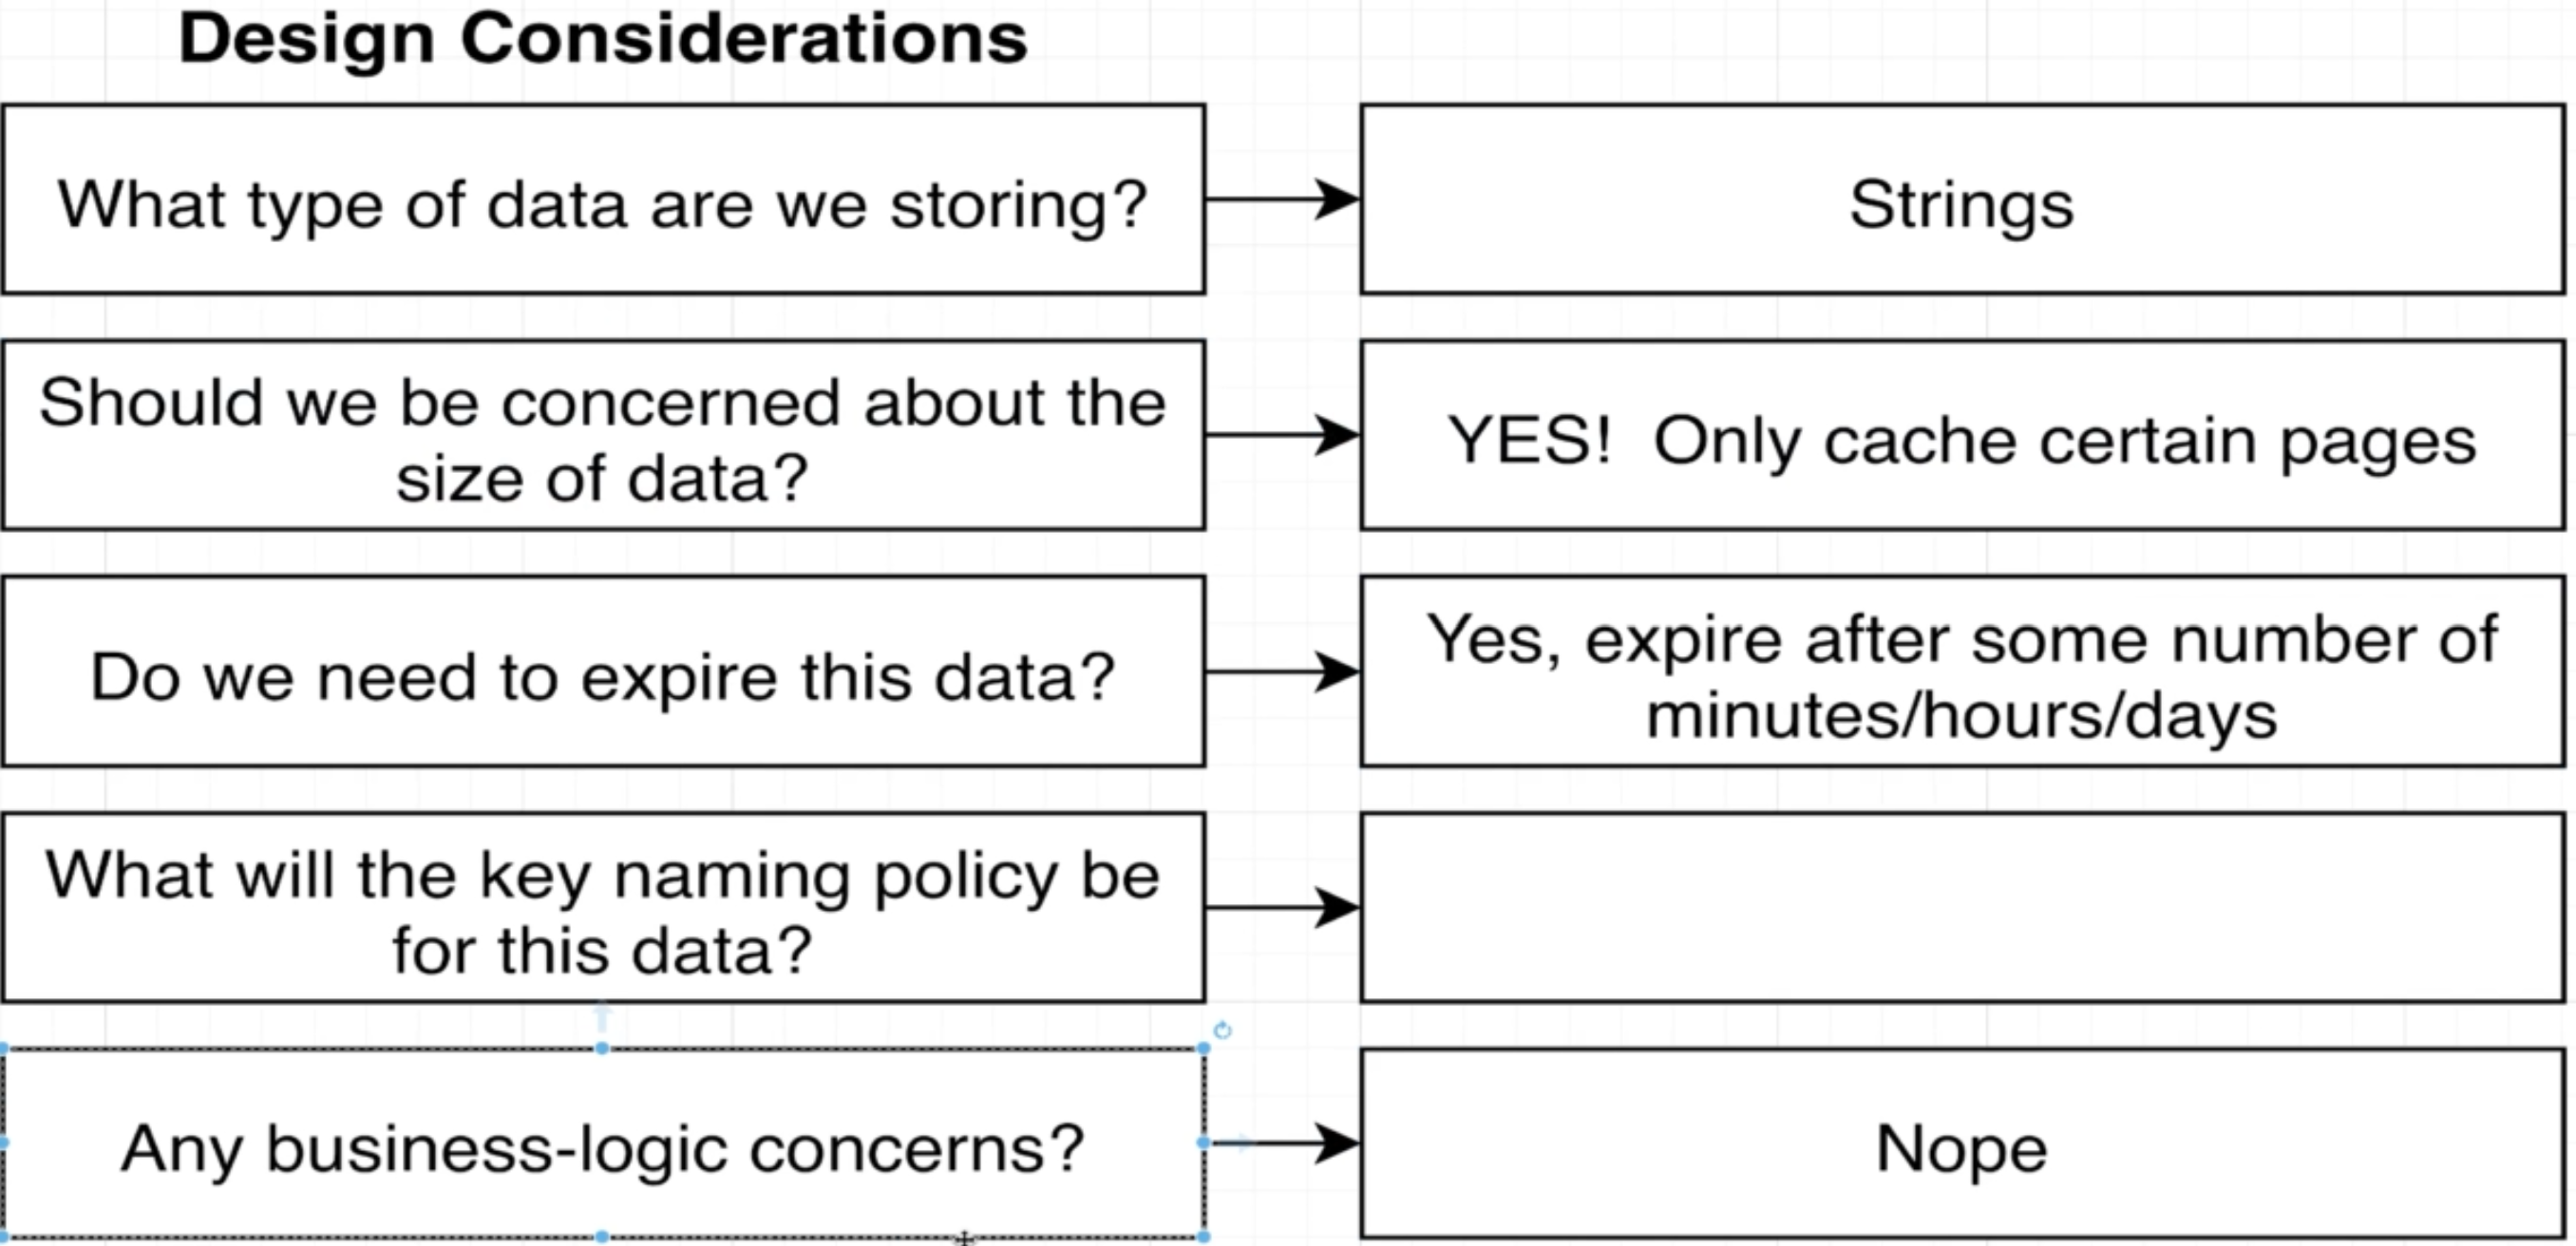 Design Considerations
What type of data are we storing?
Strings
Should we be concerned about the
size of data?
YES!  Only cache certain pages
Do we need to expire this data?
Yes, expire after some number of
minutes/hours/days
What will the key naming policy be
for this data?
Any business-logic concerns?
Nope